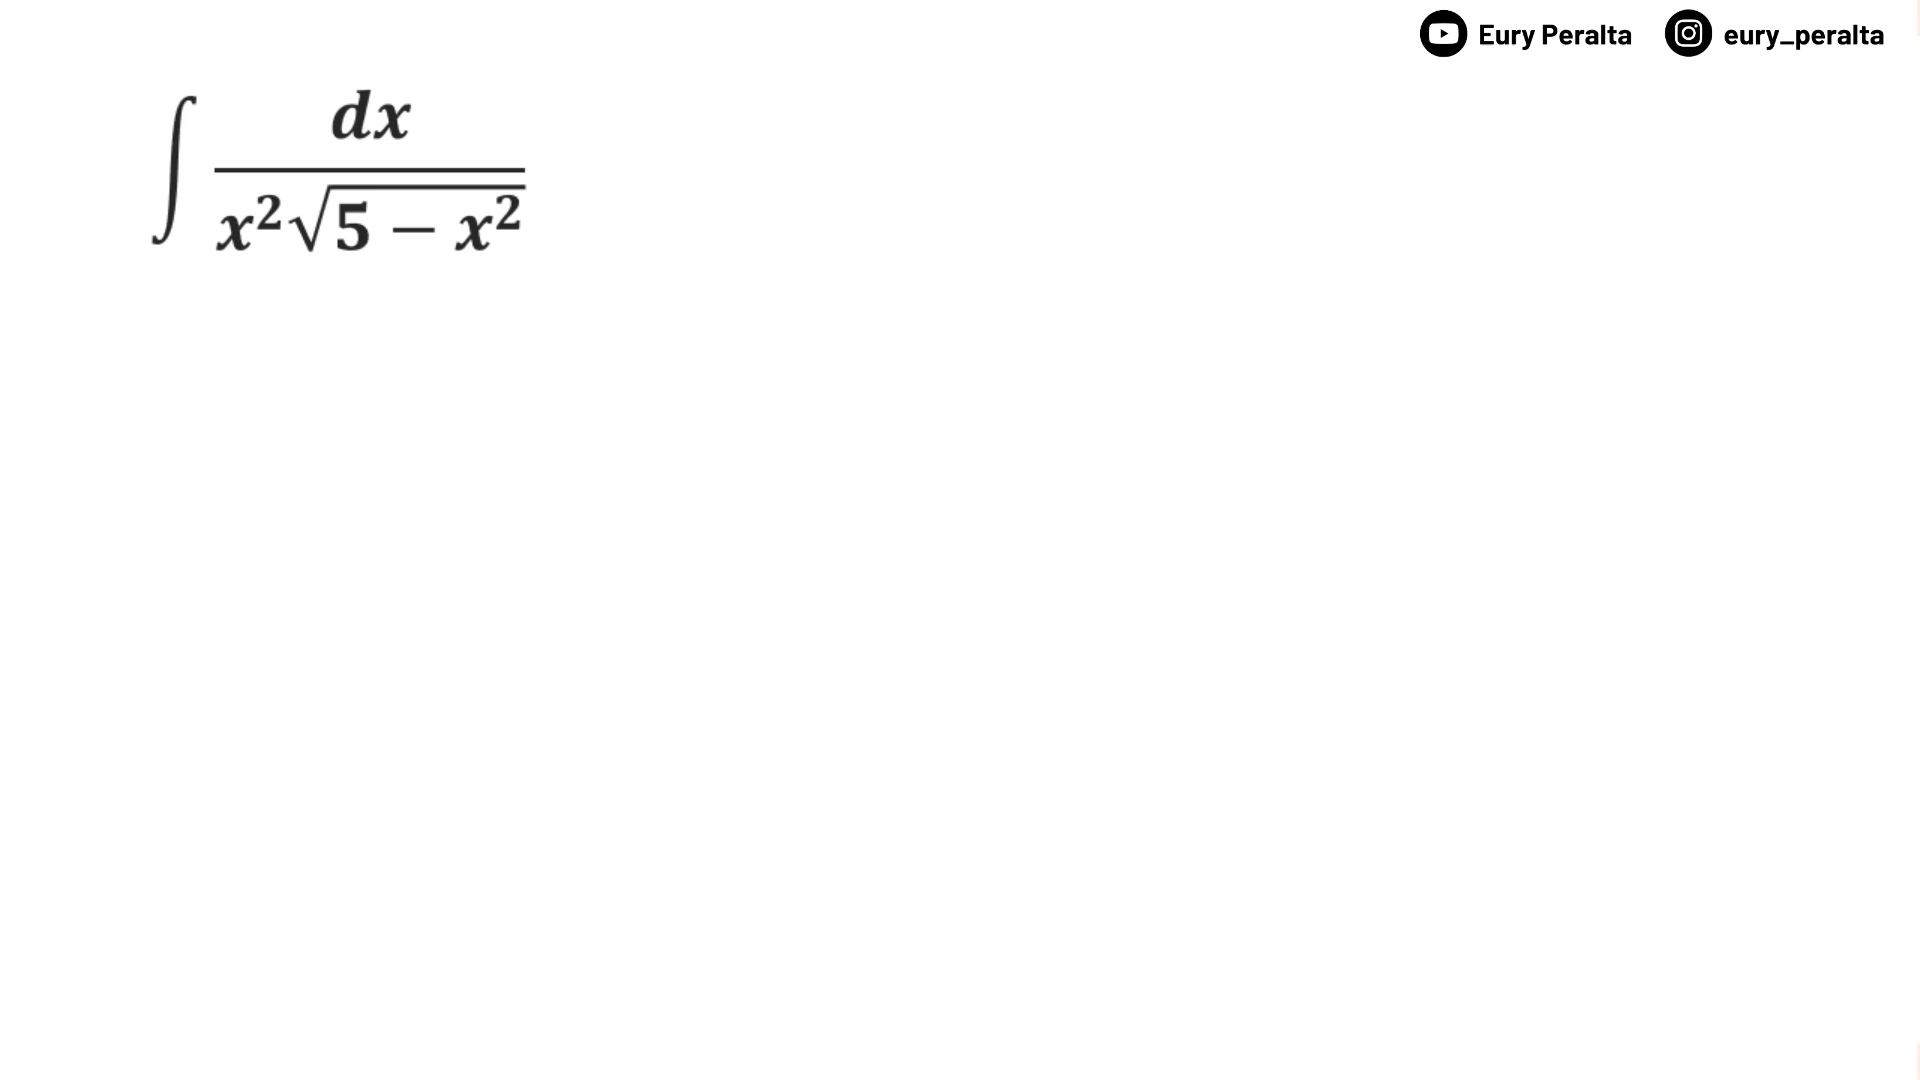 Eury Peralta eury_peralta
∫ dx / (x²√(5 − x²))